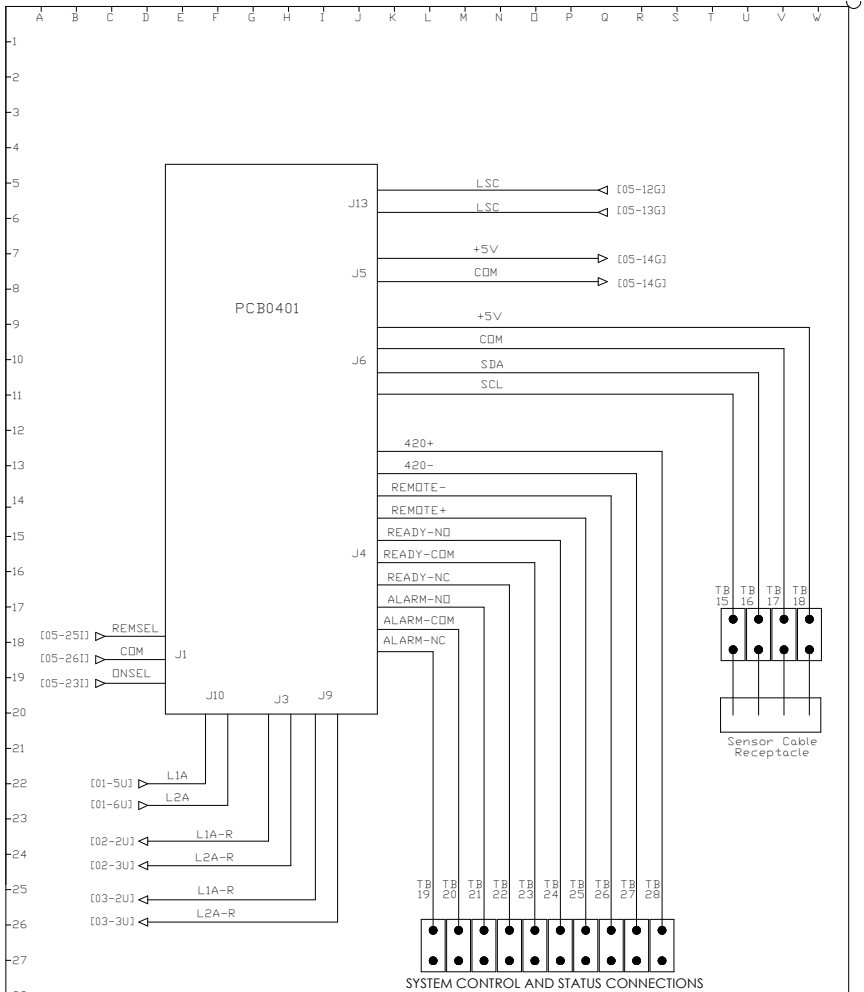 A B C D E F G H I J K L M N O P Q R S T U V W
1
2
3
4
5
LSC [05-12G]
J13
LSC [05-13G]
6
7
+5V [05-14G]
J5
COM [05-14G]
8
PCB0401
9
+5V
COM
10
J6
SDA
11
SCL
12
420+
13
420-
14
REMOTE-
REMOTE+
15
READY-NO
J4
READY-COM
16
READY-NC
17
ALARM-NO
TB 15 TB 16 TB 17 TB 18
[05-25I] REMSEL
18
ALARM-COM
[05-26I] COM
J1
ALARM-NC
19
[05-23I] ONSEL
J10 J3 J9
20
21
Sensor Cable
Receptacle
22
[01-5U] L1A
[01-6U] L2A
23
[02-2U] L1A-R
24
[02-3U] L2A-R
25
[03-2U] L1A-R
TB 19 TB 20 TB 21 TB 22 TB 23 TB 24 TB 25 TB 26 TB 27 TB 28
26
[03-3U] L2A-R
27
SYSTEM CONTROL AND STATUS CONNECTIONS